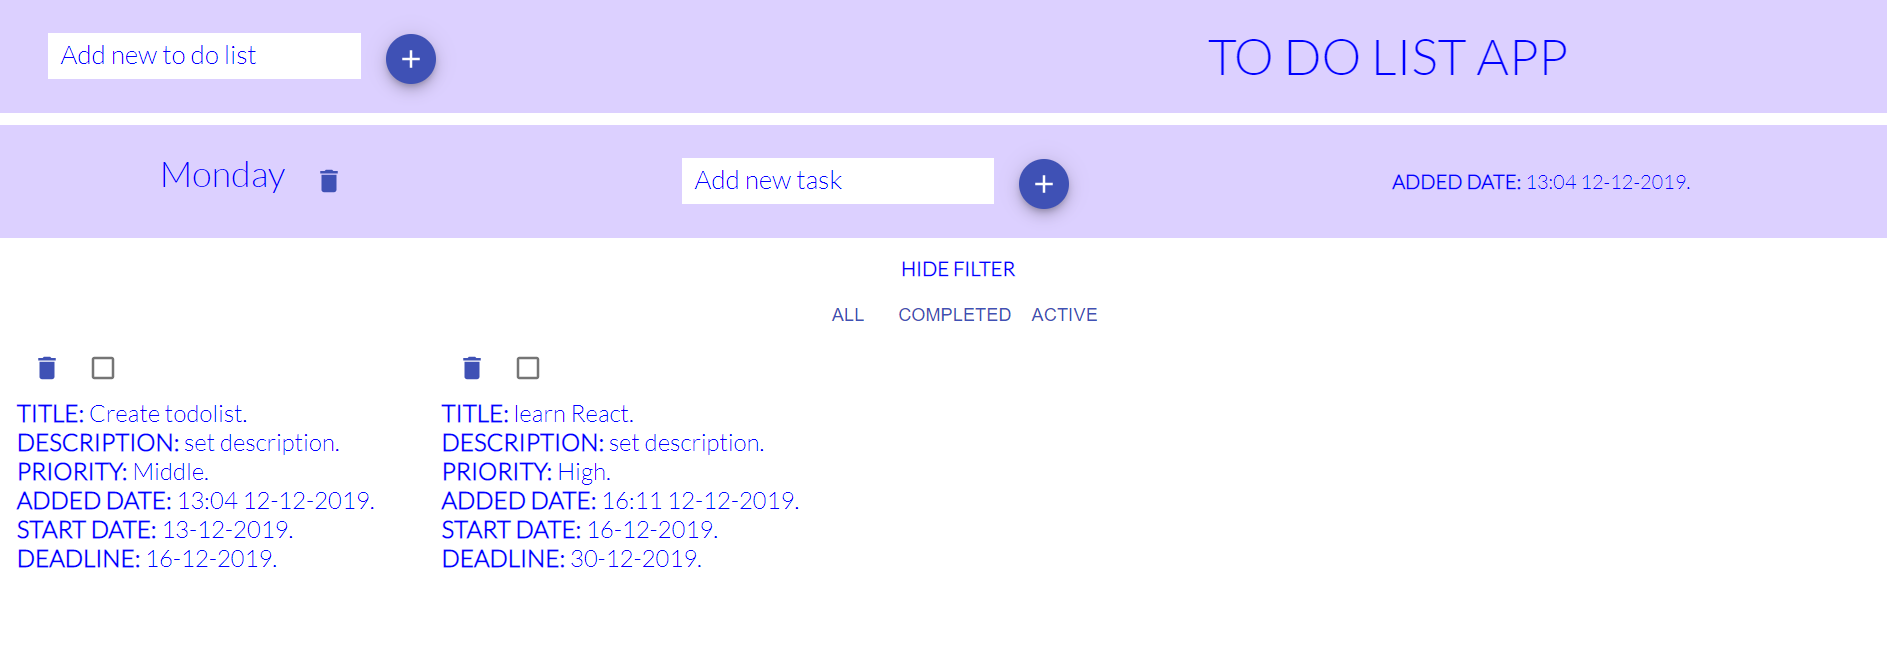 Add new to do list
TO DO LIST APP
Monday
Add new task
ADDED DATE: 13:04 12-12-2019.
HIDE FILTER
ALL COMPLETED ACTIVE
TITLE: Create todolist.
DESCRIPTION: set description.
PRIORITY: Middle.
ADDED DATE: 13:04 12-12-2019.
START DATE: 13-12-2019.
DEADLINE: 16-12-2019.
TITLE: learn React.
DESCRIPTION: set description.
PRIORITY: High.
ADDED DATE: 16:11 12-12-2019.
START DATE: 16-12-2019.
DEADLINE: 30-12-2019.